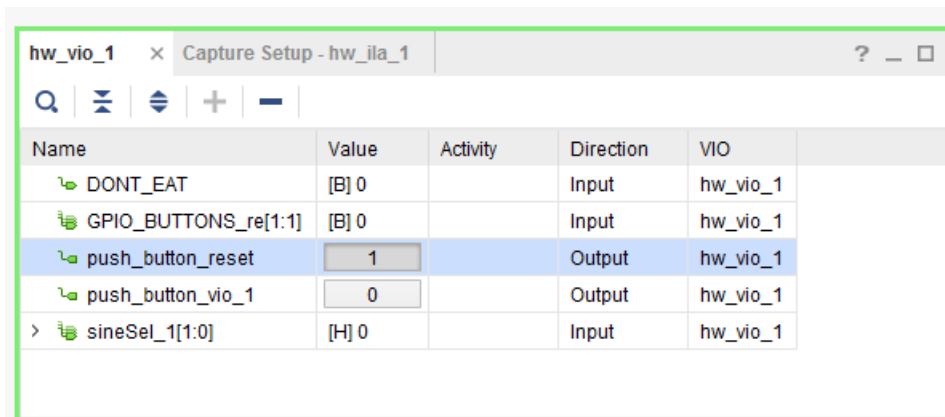 hw_vio_1 × Capture Setup - hw_ila_1 ?
Name Value Activity Direction VIO
DONT_EAT [B] 0 Input hw_vio_1
GPIO_BUTTONS_re[1:1] [B] 0 Input hw_vio_1
push_button_reset 1 Output hw_vio_1
push_button_vio_1 0 Output hw_vio_1
> sineSel_1[1:0] [H] 0 Input hw_vio_1